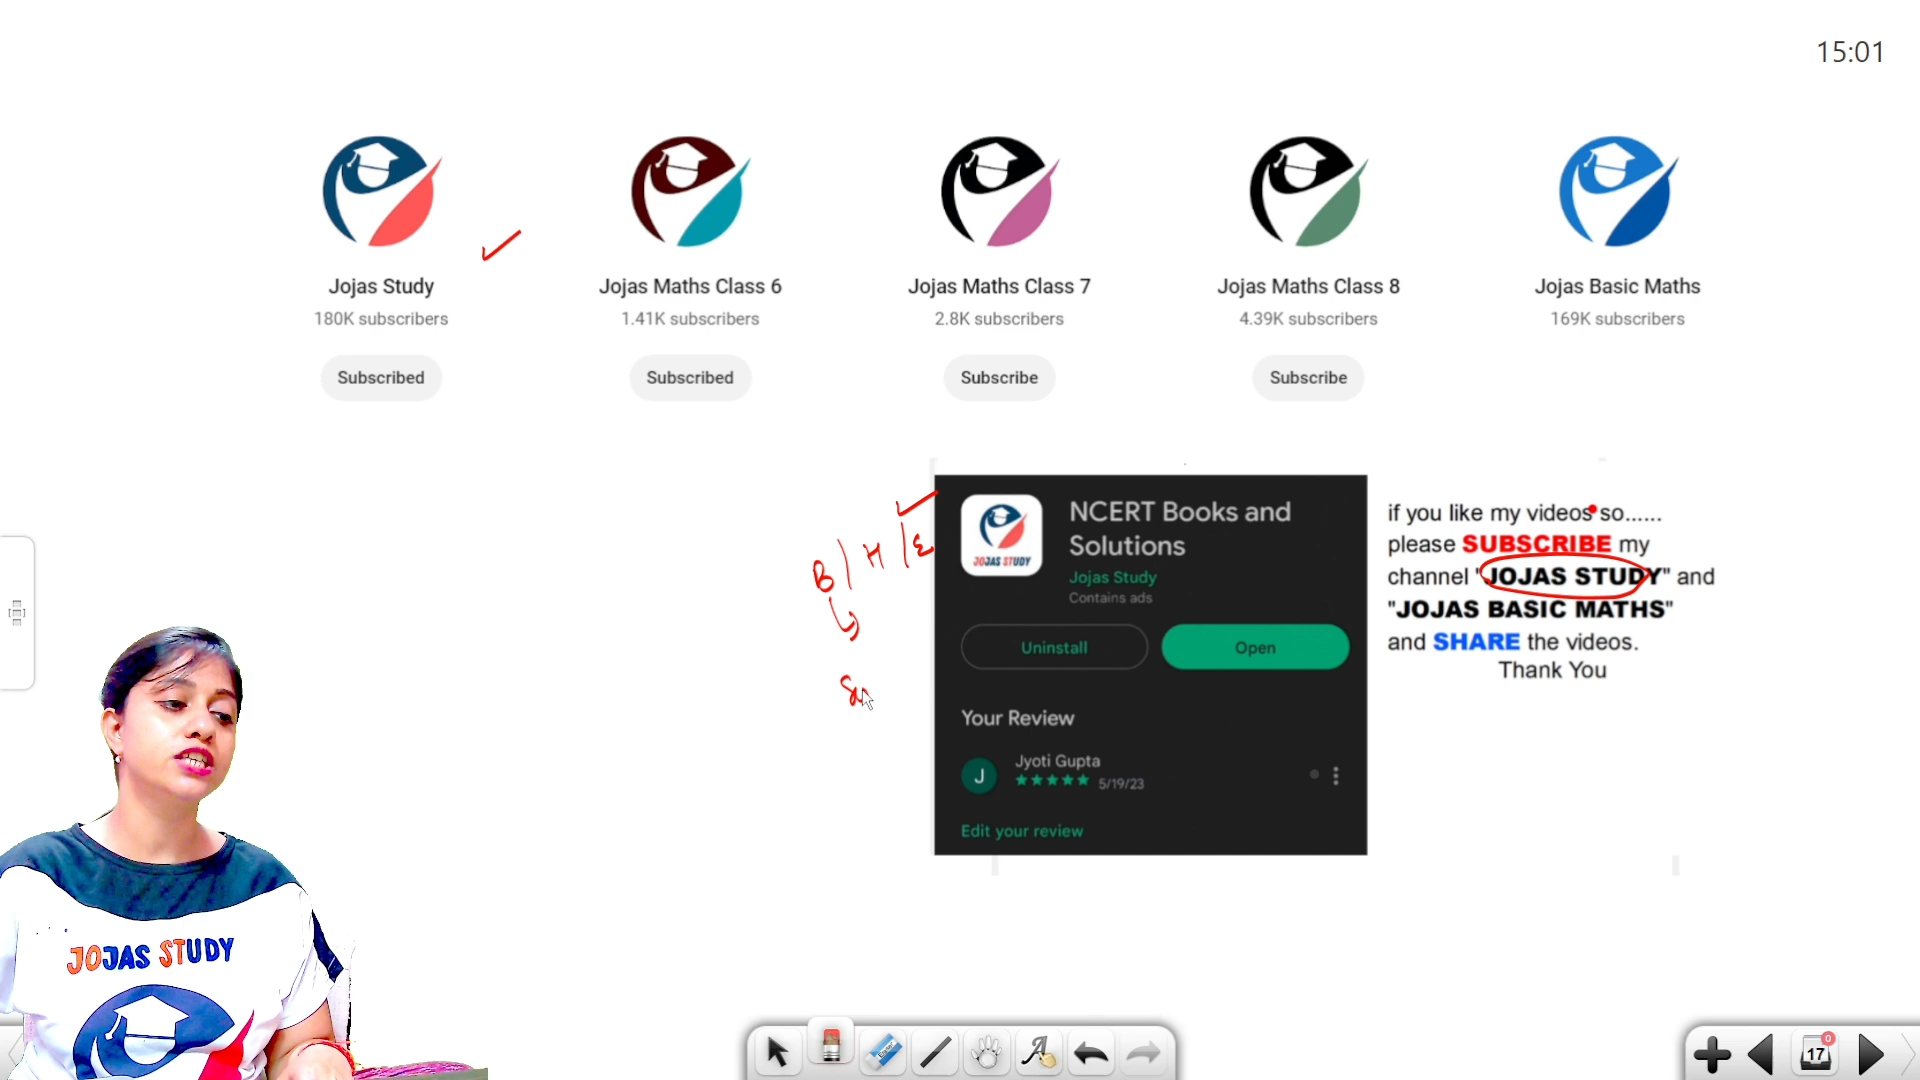 15:01
Jojas Study
180K subscribers
Subscribed
Jojas Maths Class 6
1.41K subscribers
Subscribed
Jojas Maths Class 7
2.8K subscribers
Subscribe
Jojas Maths Class 8
4.39K subscribers
Subscribe
Jojas Basic Maths
169K subscribers
B / H / E
JOJAS STUDY
NCERT Books and
Solutions
Jojas Study
Contains ads
Uninstall
Open
Your Review
J
Jyoti Gupta
5/19/23
Edit your review
if you like my videos so......
please SUBSCRIBE my
channel "JOJAS STUDY" and
"JOJAS BASIC MATHS"
and SHARE the videos.
Thank You
JOJAS STUDY
17
0